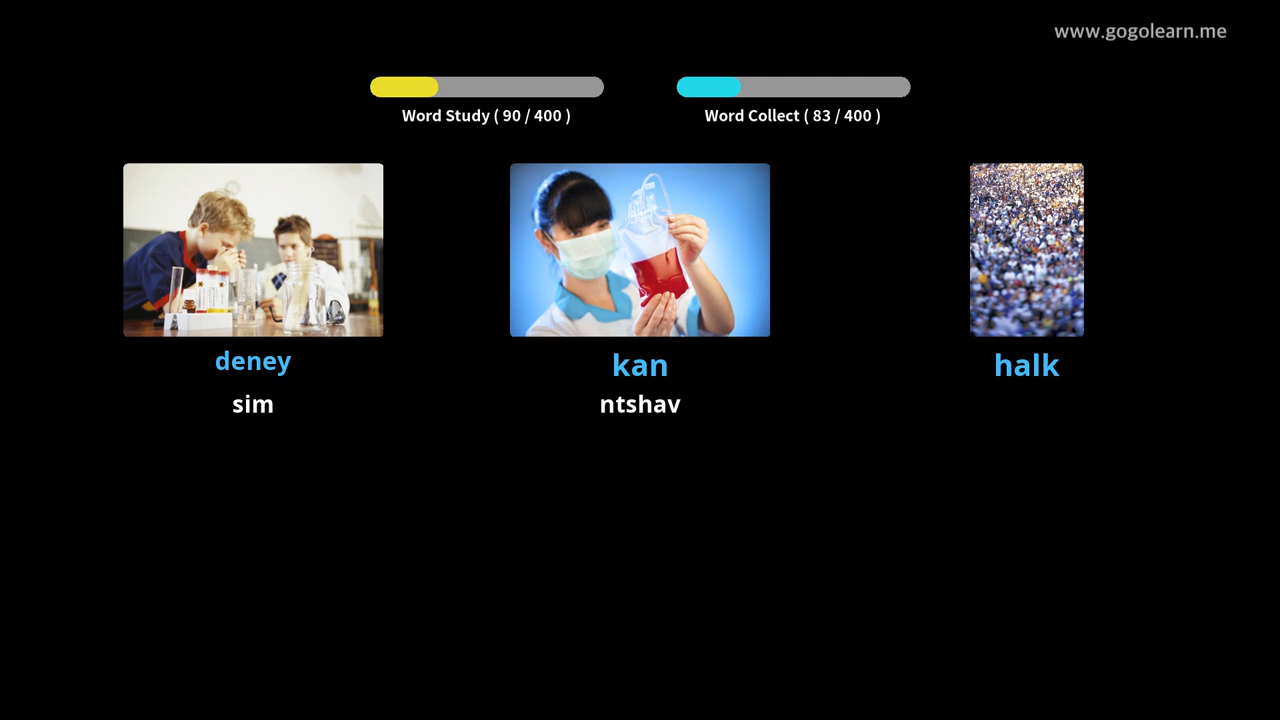 www.gogolearn.me
Word Study ( 90 / 400 )
Word Collect ( 83 / 400 )
deney
kan
halk
sim
ntshav